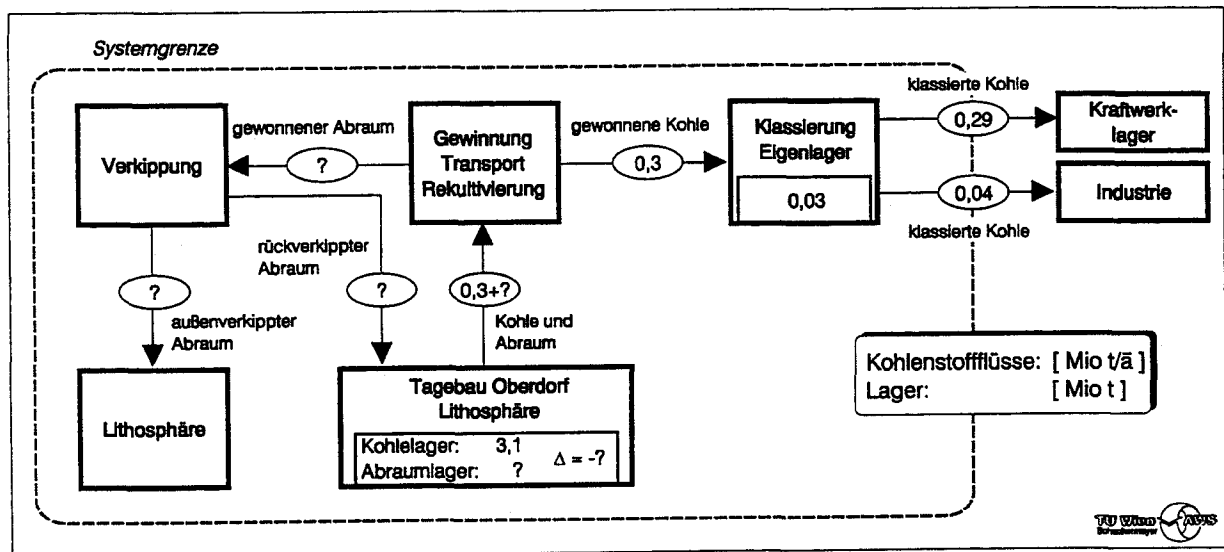 Systemgrenze
klassierte Kohle
0,29
Kraftwerk-
lager
gewonnener Abraum
?
Verkippung
Gewinnung
Transport
Rekultivierung
gewonnene Kohle
0,3
Klassierung
Eigenlager
0,03
0,04
klassierte Kohle
Industrie
rückverkippter
Abraum
?
?
0,3+?
außenverkippter
Abraum
Kohle und
Abraum
Lithosphäre
Tagebau Oberdorf
Lithosphäre
Kohlelager: 3,1
Abraumlager: ?
Δ = -?
Kohlenstoffflüsse: [ Mio t/ā ]
Lager: [ Mio t ]
TU Wien
AWS